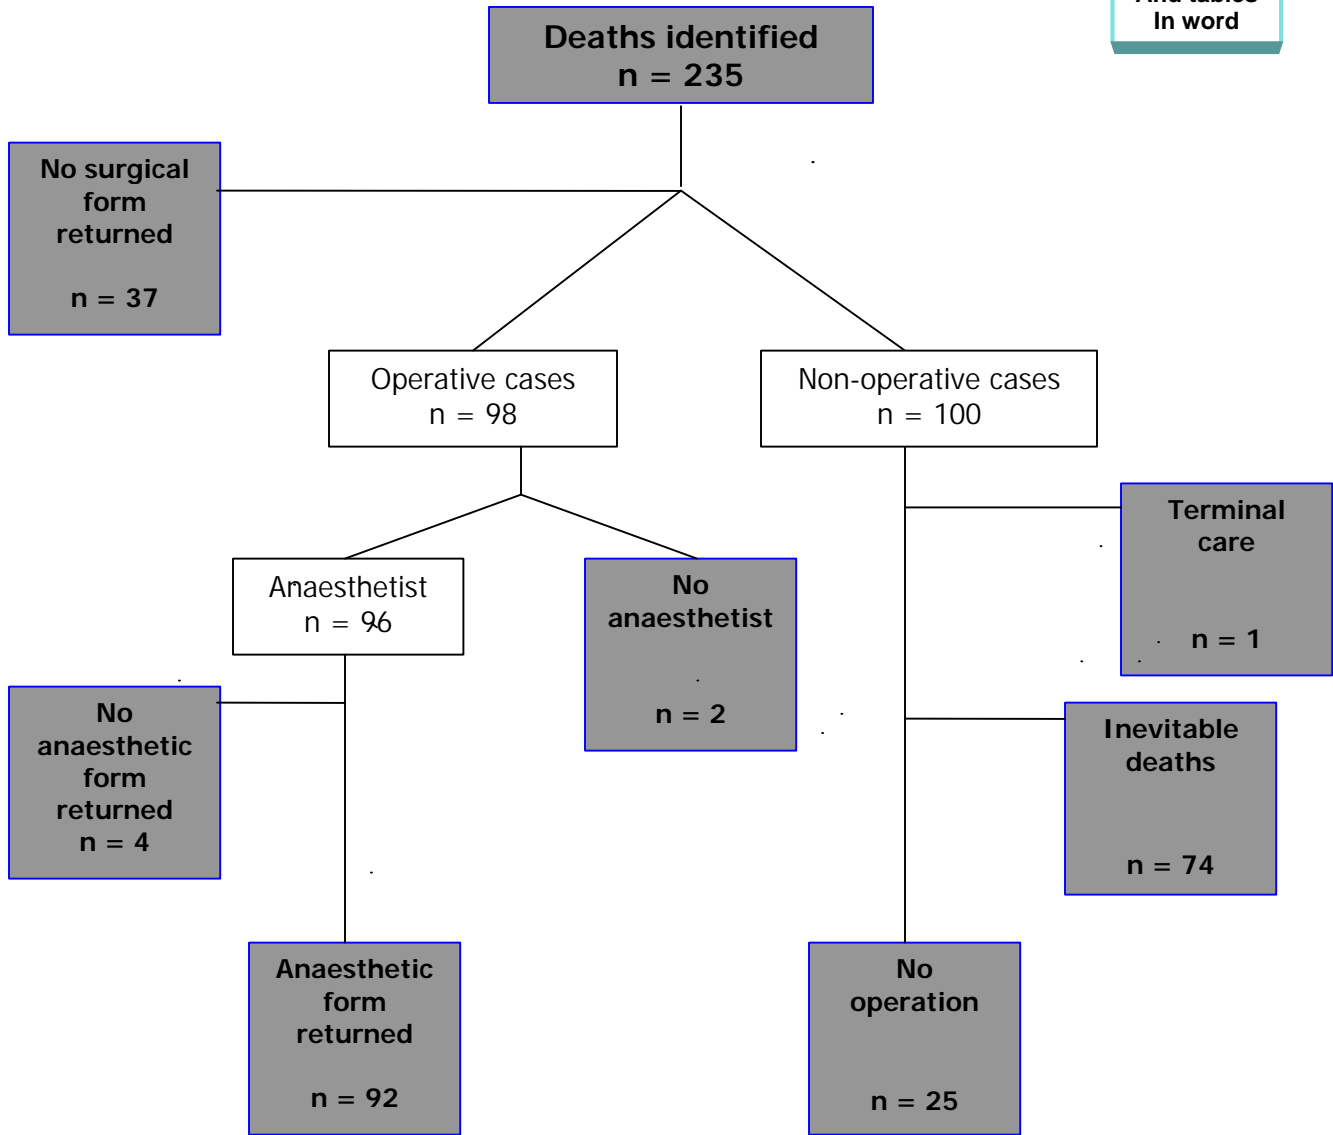 And tables
In word
Deaths identified
n = 235
No surgical
form
returned
n = 37
Operative cases
n = 98
Non-operative cases
n = 100
Terminal
care
n = 1
Anaesthetist
n = 96
No
anaesthetist
n = 2
No
anaesthetic
form
returned
n = 4
Inevitable
deaths
n = 74
Anaesthetic
form
returned
n = 92
No
operation
n = 25